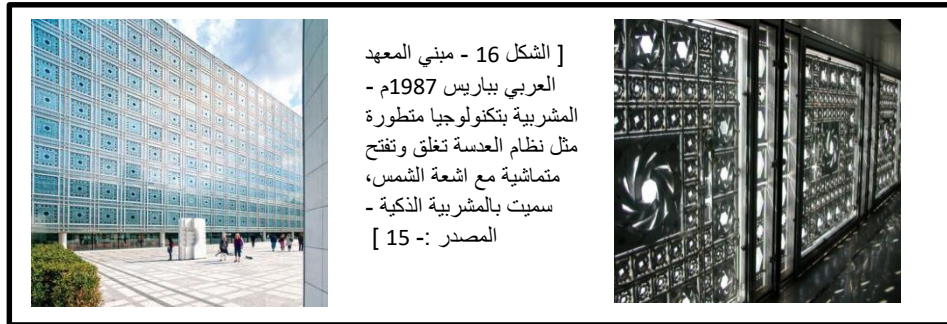 [ الشكل 16 - مبني المعهد
العربي بباريس 1987م -
المشربية بتكنولوجيا متطورة
مثل نظام العدسة تغلق وتفتح
متماشية مع اشعة الشمس،
سميت بالمشربية الذكية -
المصدر :- 15 ]